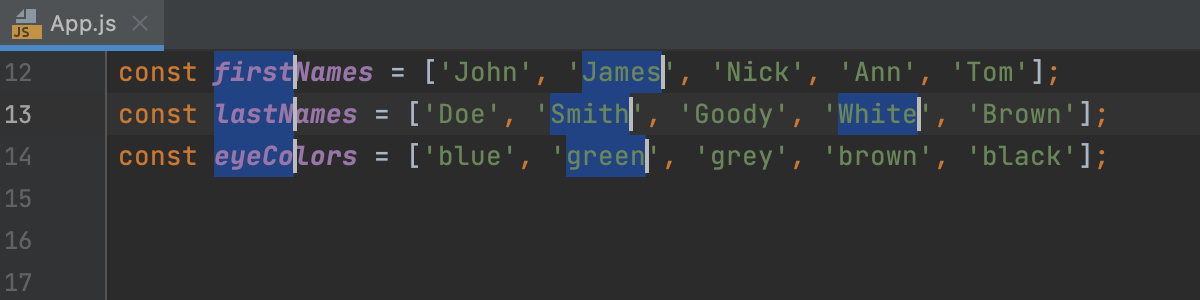 JS App.js
12 const firstNames = ['John', 'James', 'Nick', 'Ann', 'Tom'];
13 const lastNames = ['Doe', 'Smith', 'Goody', 'White', 'Brown'];
14 const eyeColors = ['blue', 'green', 'grey', 'brown', 'black'];
15
16
17